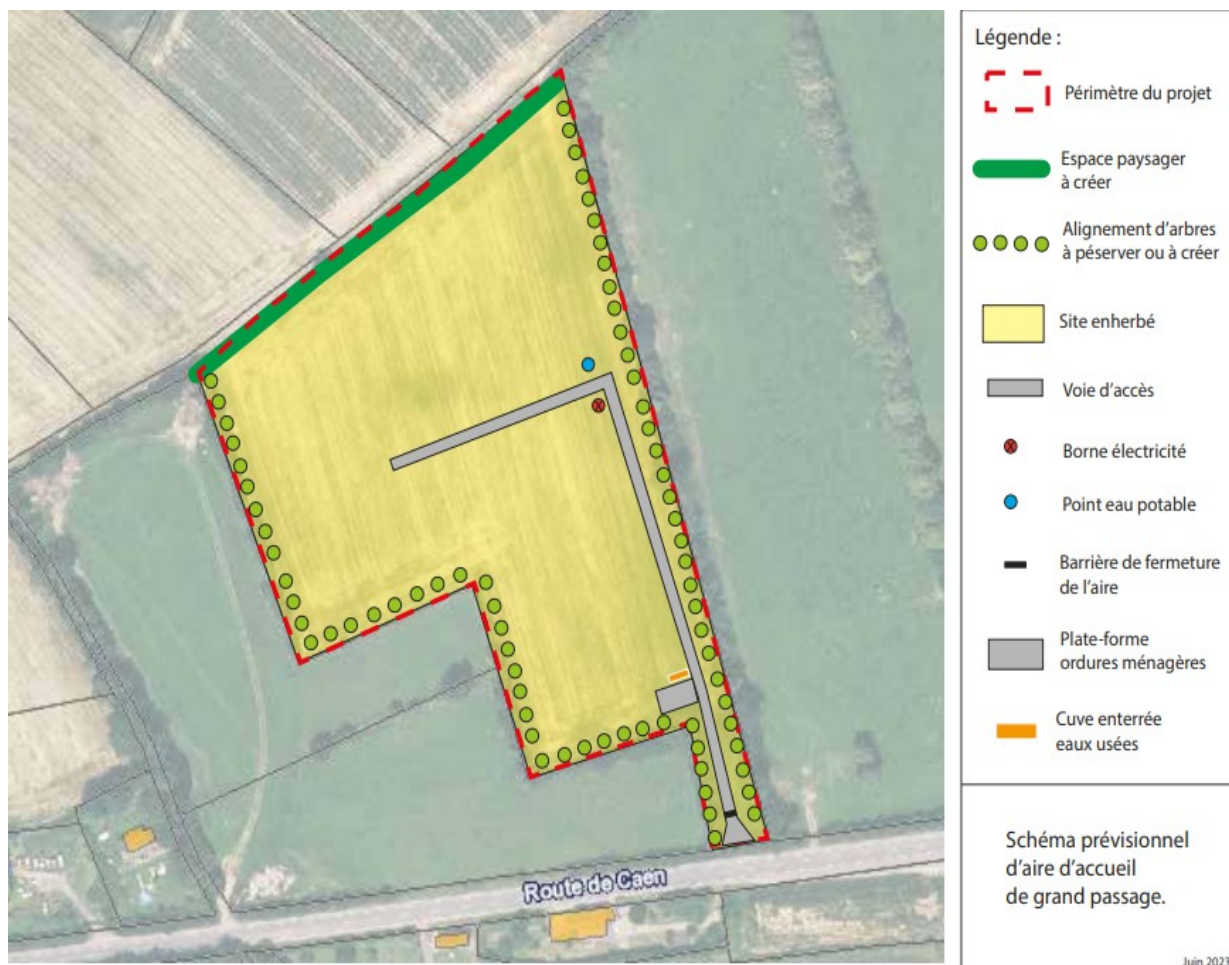 Légende :
Périmètre du projet
Espace paysager
à créer
Alignement d'arbres
à péserver ou à créer
Site enherbé
Voie d'accès
Borne électricité
Point eau potable
Barrière de fermeture
de l'aire
Plate-forme
ordures ménagères
Cuve enterrée
eaux usées
Route de Caen
Schéma prévisionnel
d'aire d'accueil
de grand passage.
Juin 2023